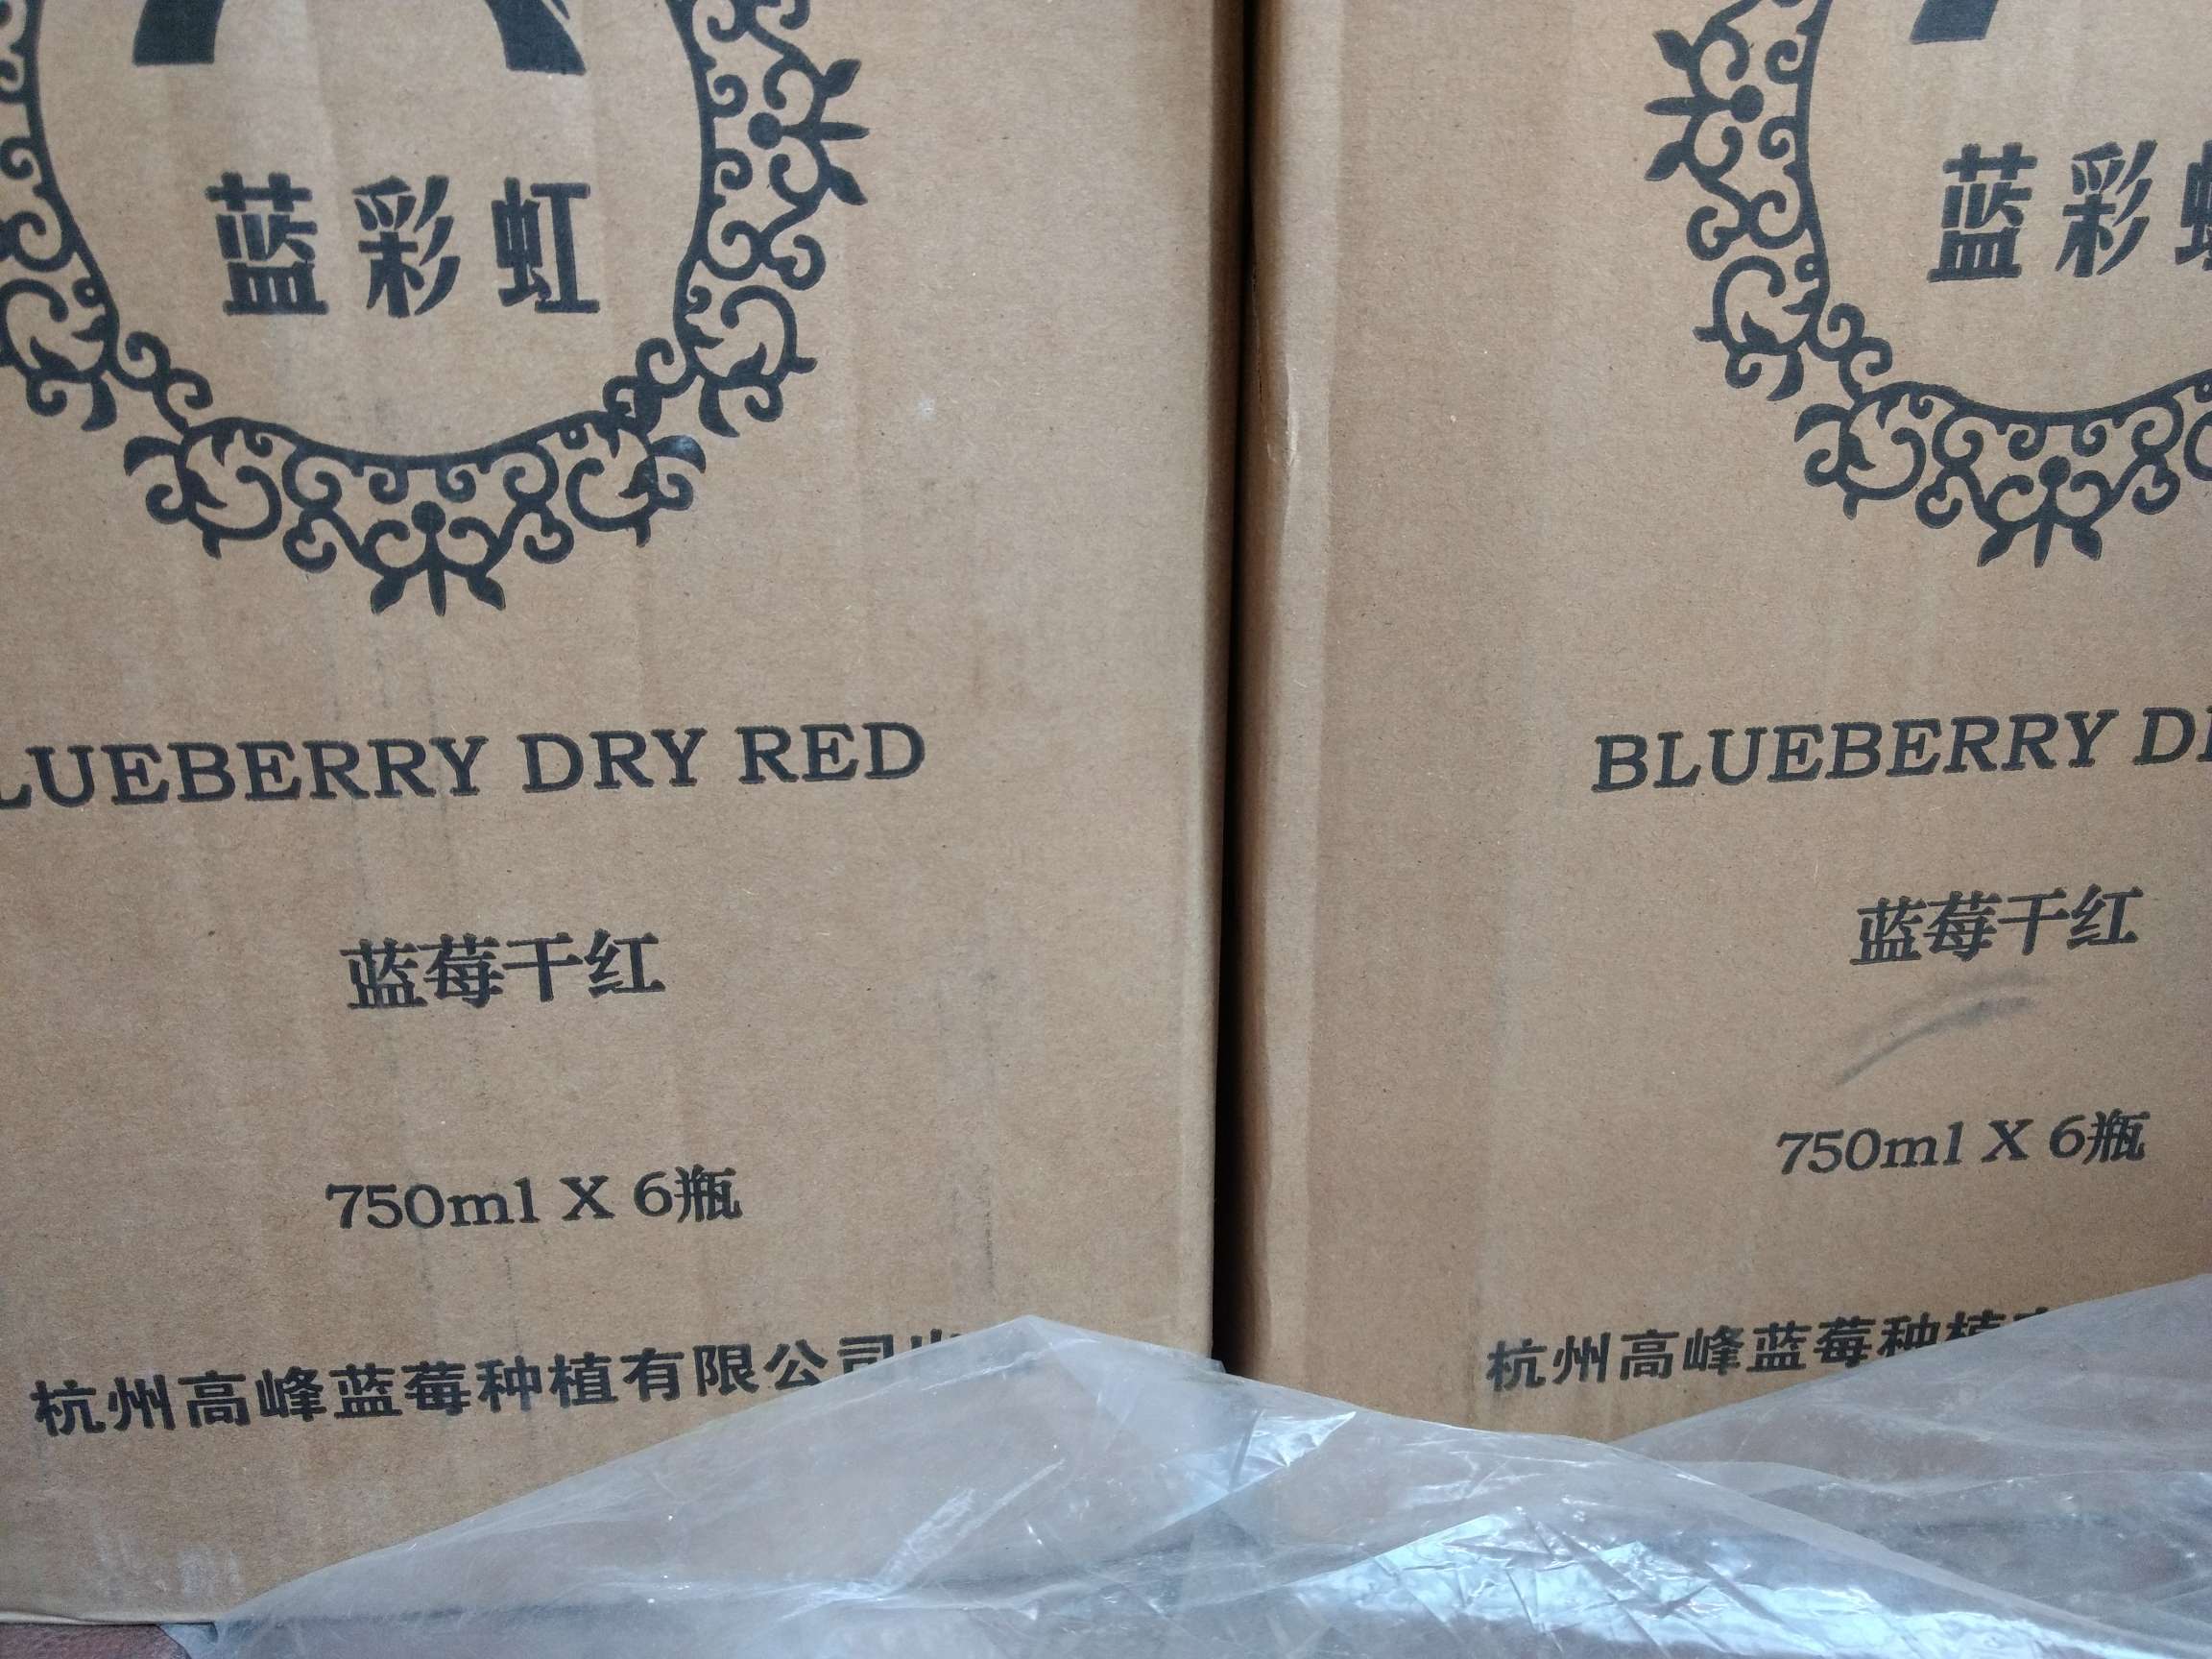 蓝彩虹
LUEBERRY DRY RED
蓝莓干红
750ml X 6瓶
杭州高峰蓝莓种植有限公司
蓝彩
BLUEBERRY
蓝莓干红
750ml X 6瓶
杭州高峰蓝莓种植